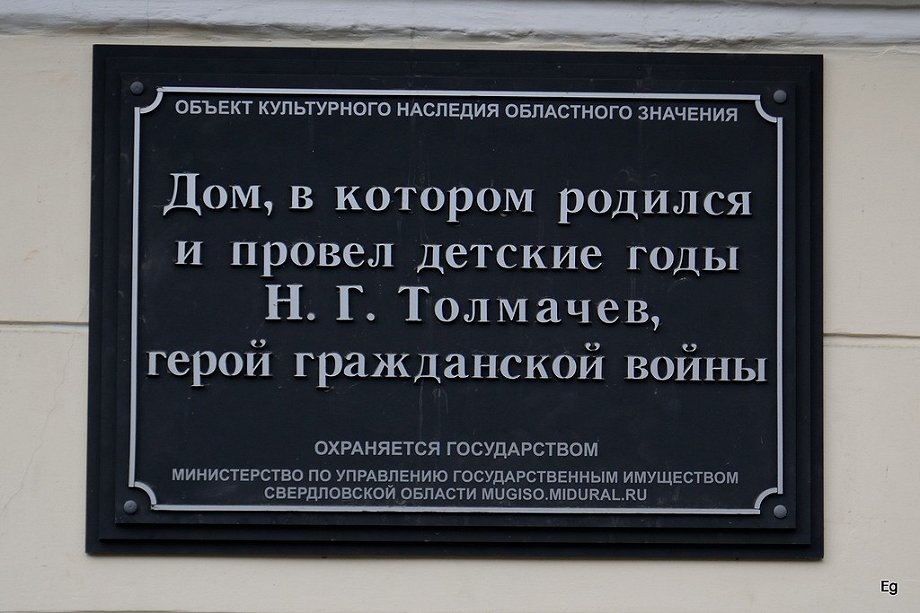 ОБЪЕКТ КУЛЬТУРНОГО НАСЛЕДИЯ ОБЛАСТНОГО ЗНАЧЕНИЯ
Дом, в котором родился
и провел детские годы
Н. Г. Толмачев,
герой гражданской войны
ОХРАНЯЕТСЯ ГОСУДАРСТВОМ
МИНИСТЕРСТВО ПО УПРАВЛЕНИЮ ГОСУДАРСТВЕННЫМ ИМУЩЕСТВОМ
СВЕРДЛОВСКОЙ ОБЛАСТИ MUGISO.MIDURAL.RU
Eg